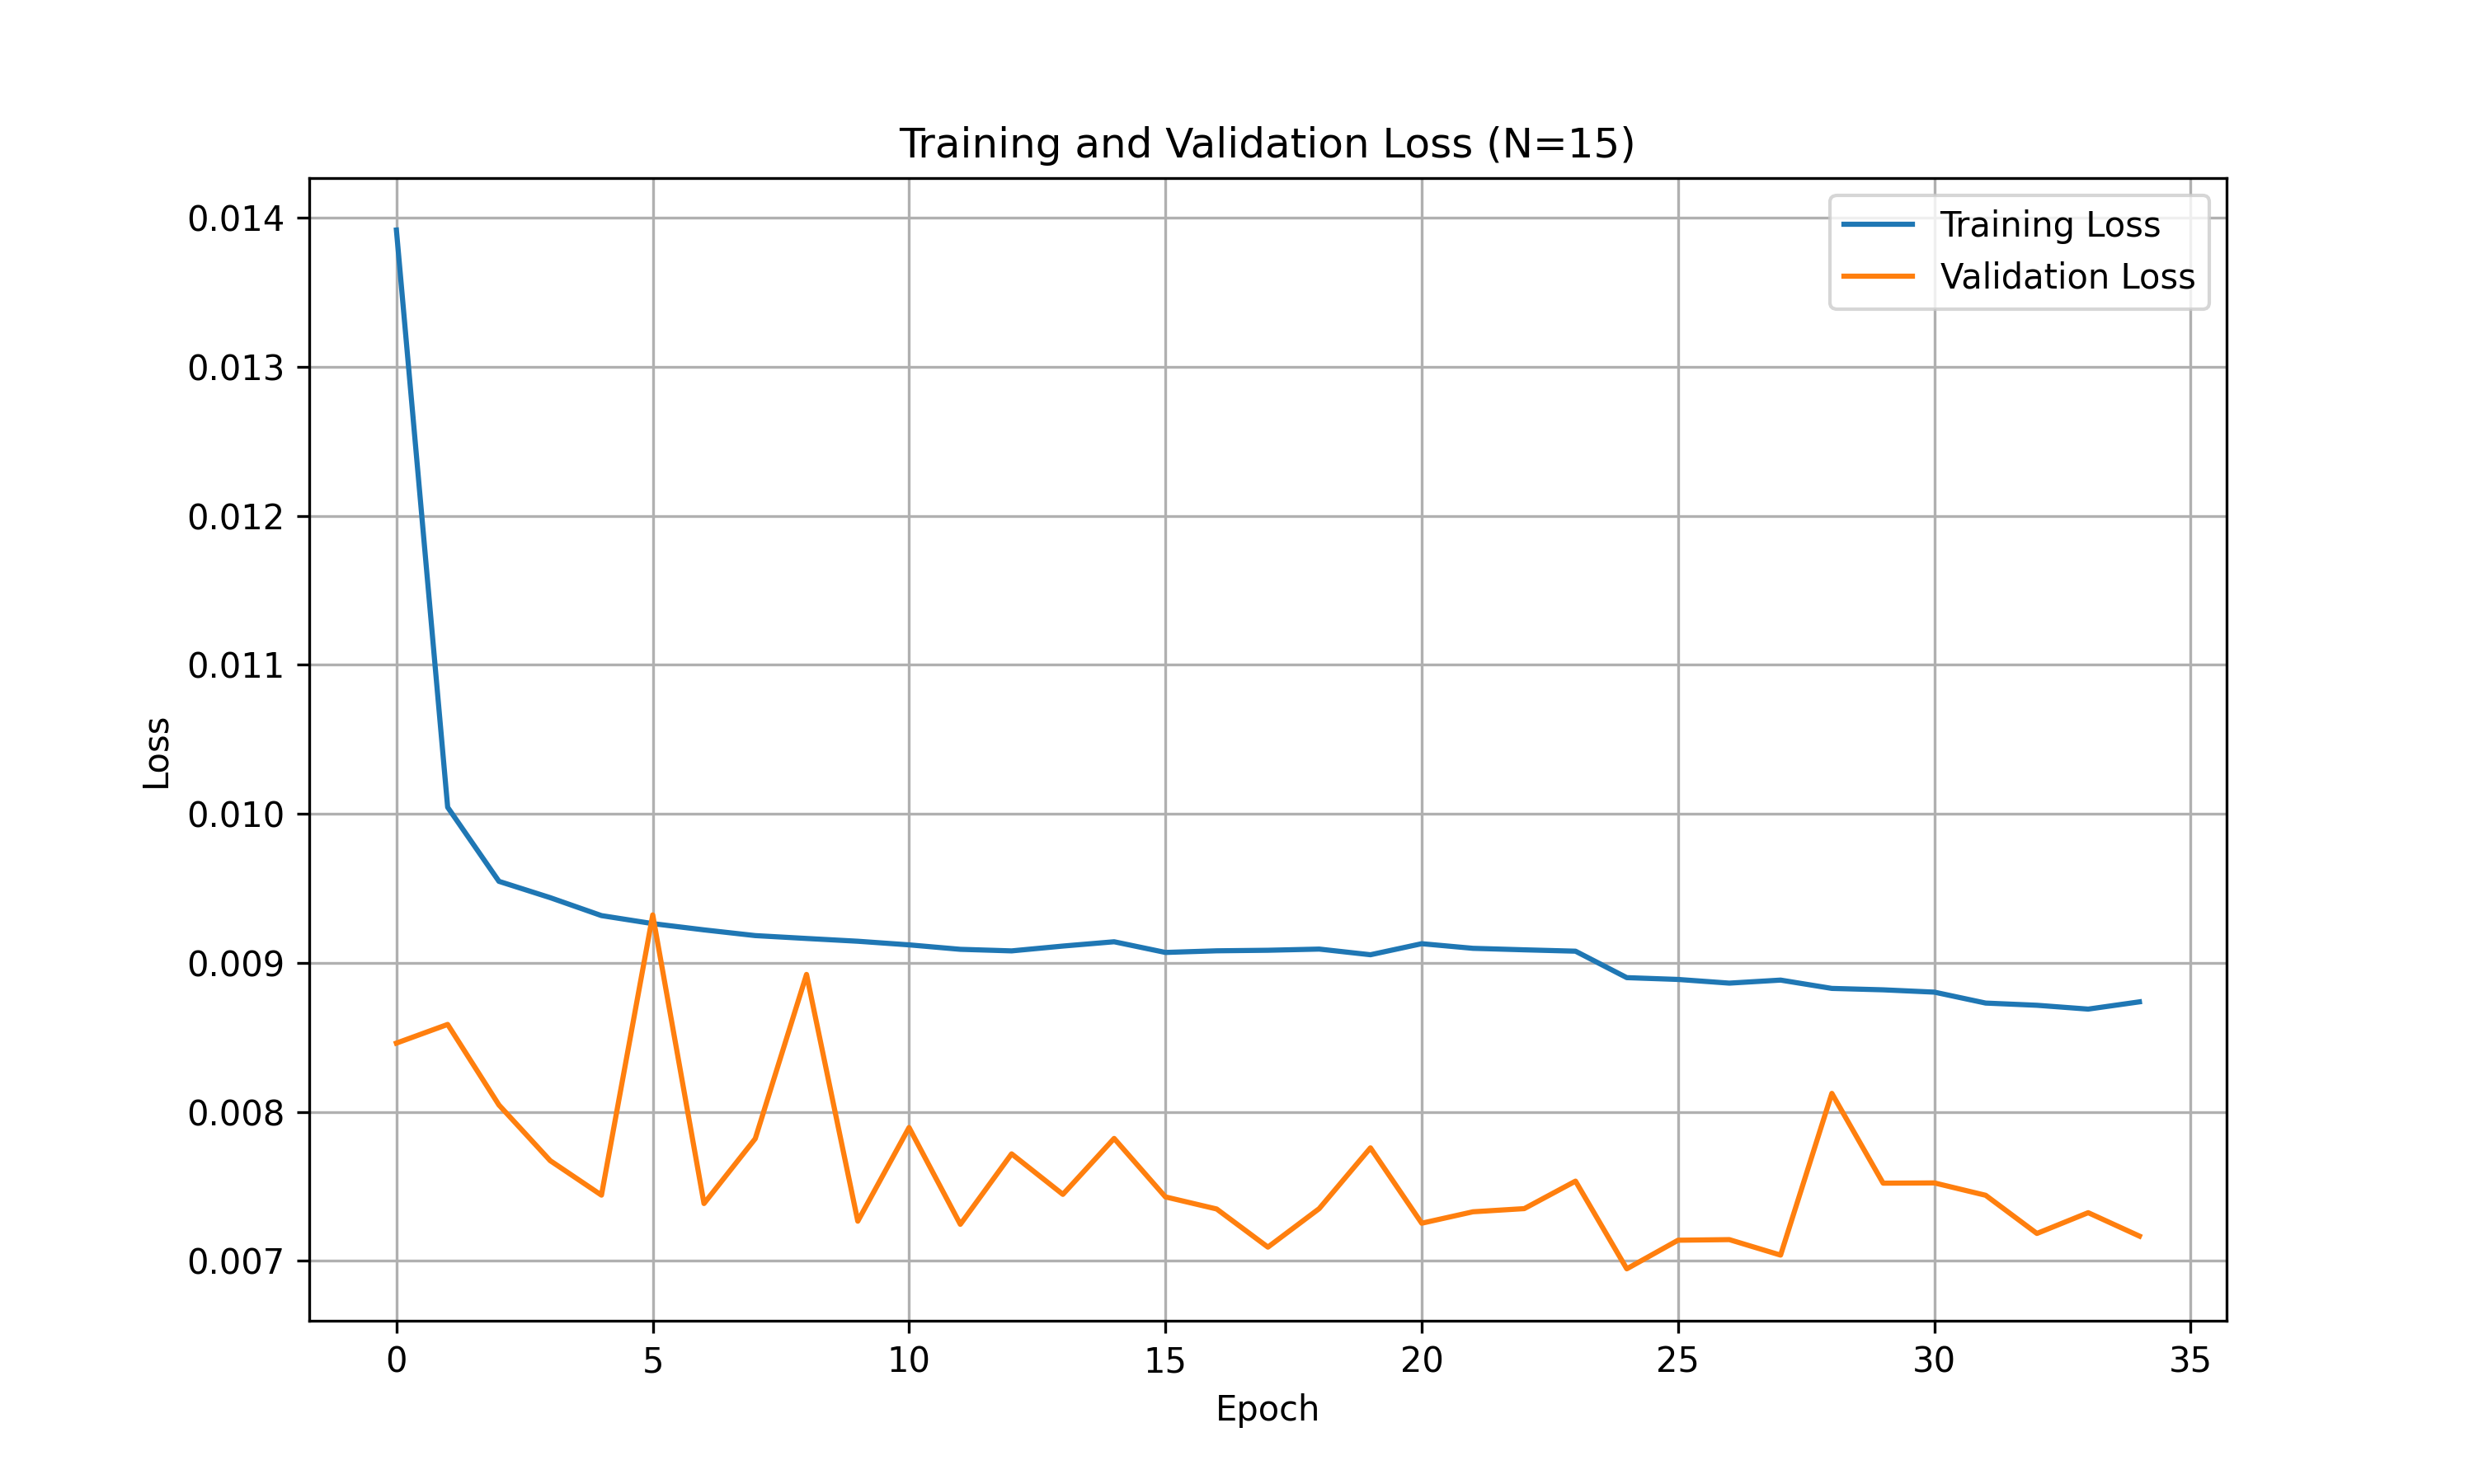 Training and Validation Loss (N=15)
Training Loss
Validation Loss
0.014
0.013
0.012
0.011
0.010
0.009
0.008
0.007
Loss
0 5 10 15 20 25 30 35
Epoch